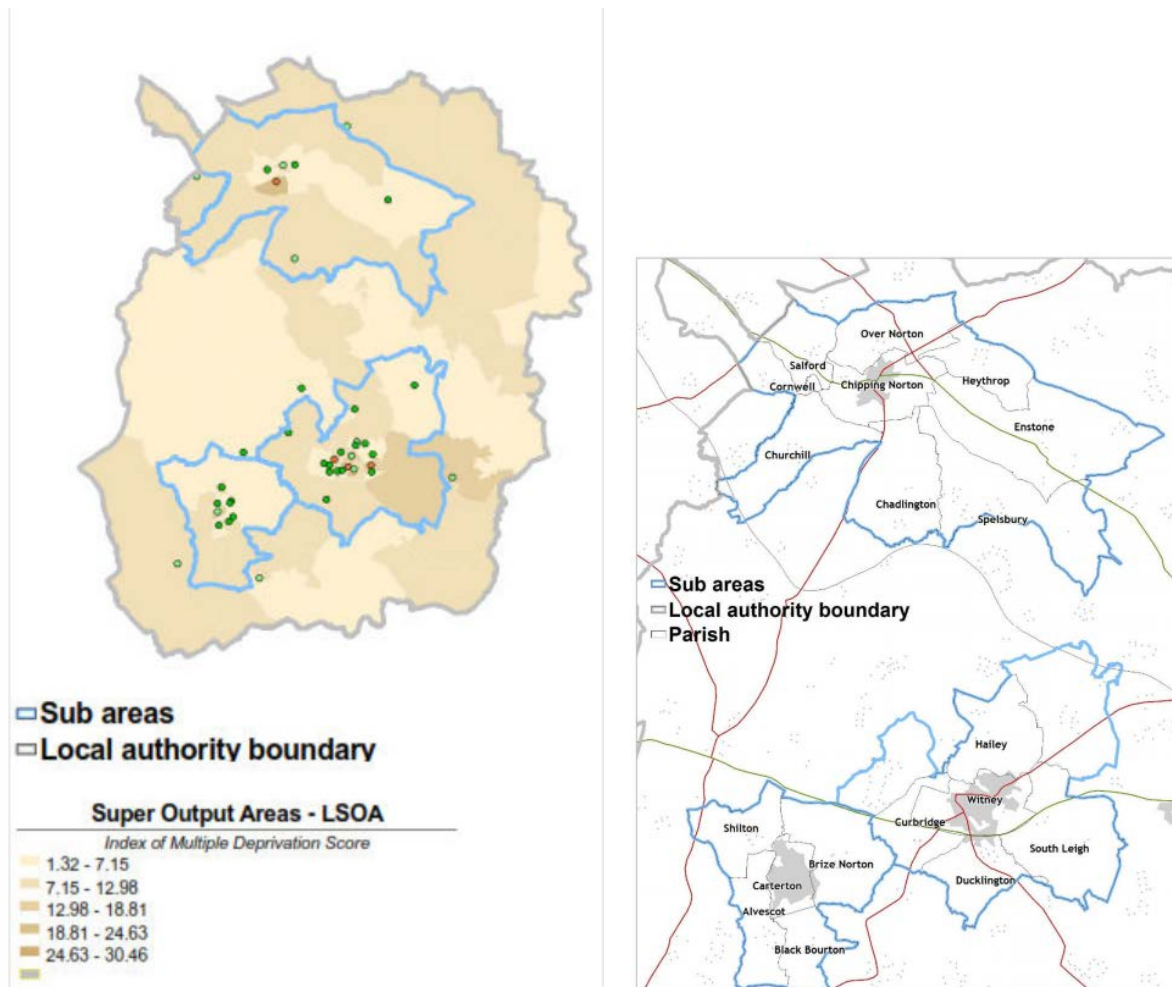 Sub areas
Local authority boundary
Super Output Areas - LSOA
Index of Multiple Deprivation Score
1.32 - 7.15
7.15 - 12.98
12.98 - 18.81
18.81 - 24.63
24.63 - 30.46
Over Norton
Salford
Cornwell
Chipping Norton
Heythrop
Enstone
Churchill
Chadlington
Spelsbury
Sub areas
Local authority boundary
Parish
Hailey
Witney
Curbridge
Shilton
Brize Norton
South Leigh
Carterton
Ducklington
Alvescot
Black Bourton